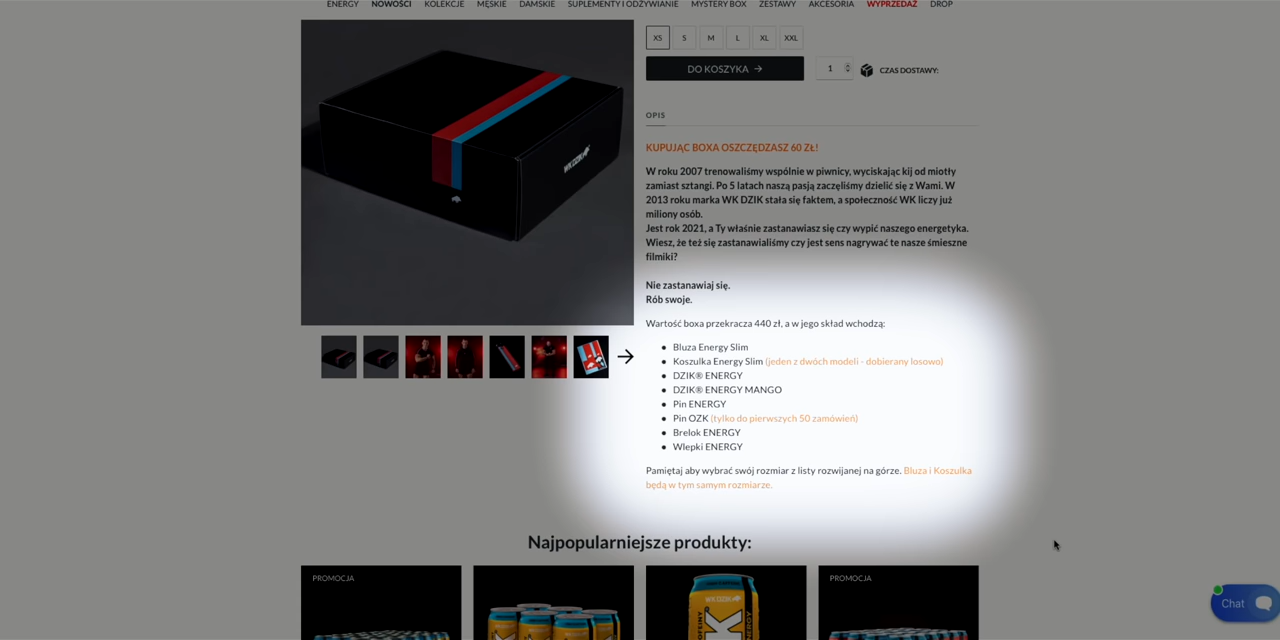 ENERGY NOWOŚCI KOLEKCJE MĘSKIE DAMSKIE SUPLEMENTY I ODŻYWIANIE MYSTERY BOX ZESTAWY AKCESORIA WYPRZEDAŻ DROP
XS S M L XL XXL
DO KOSZYKA → 1 CZAS DOSTAWY:
WK DZIK
OPIS
KUPUJĄC BOXA OSZCZĘDZASZ 60 ZŁ!
W roku 2007 trenowaliśmy wspólnie w piwnicy, wyciskając kij od miotły
zamiast sztangi. Po 5 latach naszą pasją zaczęliśmy dzielić się z Wami. W
2013 roku marka WK DZIK stała się faktem, a społeczność WK liczy już
miliony osób.
Jest rok 2021, a Ty właśnie zastanawiasz się czy wypić naszego energetyka.
Wiesz, że też się zastanawialiśmy czy jest sens nagrywać te nasze śmieszne
filmiki?
Nie zastanawiaj się.
Rób swoje.
Wartość boxa przekracza 440 zł, a w jego skład wchodzą:
● Bluza Energy Slim
● Koszulka Energy Slim (jeden z dwóch modeli - dobierany losowo)
● DZIK® ENERGY
● DZIK® ENERGY MANGO
● Pin ENERGY
● Pin OZK (tylko do pierwszych 50 zamówień)
● Brelok ENERGY
● Wlepki ENERGY
Pamiętaj aby wybrać swój rozmiar z listy rozwijanej na górze. Bluza i Koszulka
będą w tym samym rozmiarze.
Najpopularniejsze produkty:
PROMOCJA
PROMOCJA
WK DZIK
Chat